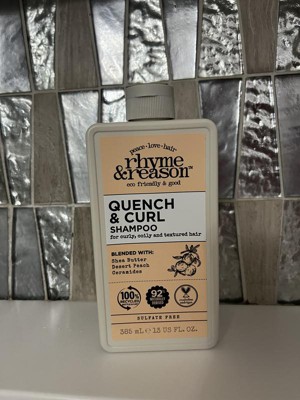 peace • love • hair
rhyme
&reason
eco friendly & good
QUENCH
& CURL
SHAMPOO
for curly, coily and textured hair
BLENDED WITH:
Shea Butter
Desert Peach
Ceramides
100%
92
385 mL ℮ 13 US FL. OZ.
SULFATE FREE